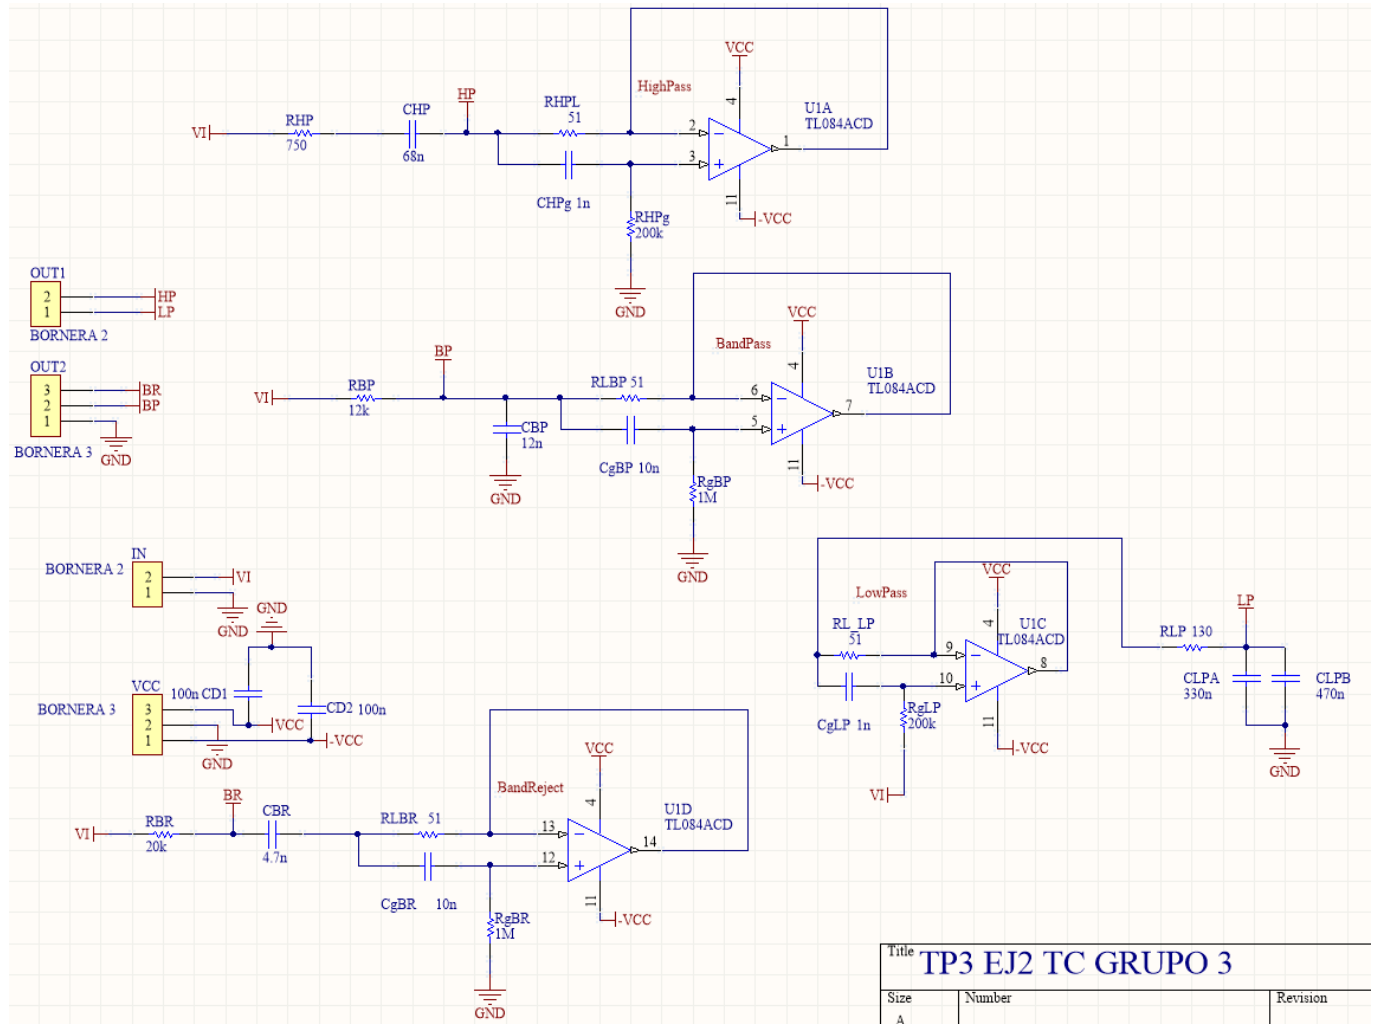 HighPass
VCC
4
U1A
TL084ACD
2
1
3
11
-VCC
VI
RHP
750
CHP
68n
HP
RHPL
51
CHPg 1n
RHPg
200k
GND
OUT1
2
1
HP
LP
BORNERA 2
OUT2
3
2
1
BR
BP
BORNERA 3
GND
BandPass
VCC
4
U1B
TL084ACD
6
7
5
11
-VCC
VI
RBP
12k
BP
CBP
12n
GND
RLBP 51
CgBP 10n
RgBP
1M
GND
IN
BORNERA 2
2
1
VI
GND
GND
VCC
BORNERA 3
3
2
1
100n CD1
CD2 100n
VCC
-VCC
GND
LowPass
VCC
4
U1C
TL084ACD
9
8
10
11
-VCC
RL_LP
51
CgLP 1n
RgLP
200k
VI
LP
RLP 130
CLPA
330n
CLPB
470n
GND
BandReject
VCC
4
U1D
TL084ACD
13
14
12
11
-VCC
VI
RBR
20k
BR
CBR
4.7n
RLBR 51
CgBR 10n
RgBR
1M
GND
Title
TP3 EJ2 TC GRUPO 3
Size
Number
Revision
A